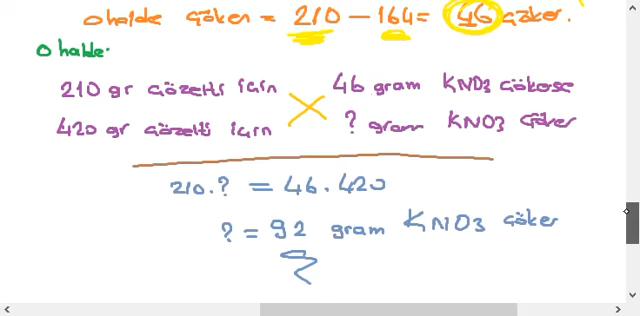 O halde çöken = 210 - 164 = 46 çöker.
O halde
210 gr çözelti için 46 gram KNO3 çökerse
420 gr çözelti için ? gram KNO3 çöker
210.? = 46.420
? = 92 gram KNO3 çöker